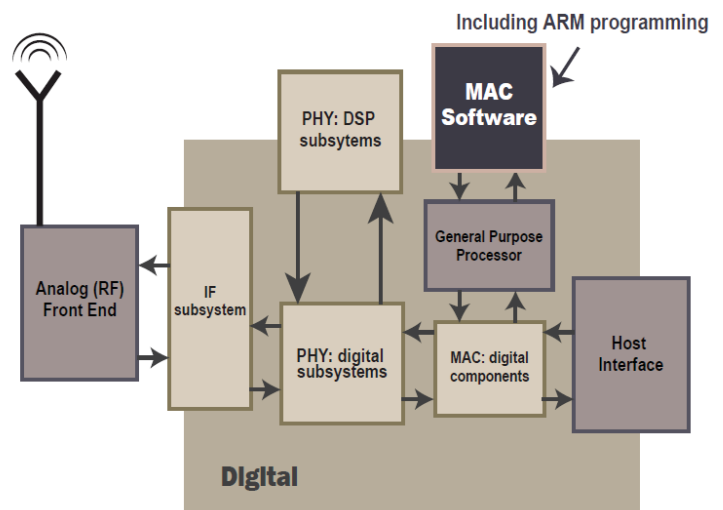 Including ARM programming
MAC
Software
PHY: DSP
subsytems
General Purpose
Processor
Analog (RF)
Front End
IF
subsystem
PHY: digital
subsystems
MAC: digital
components
Host
Interface
Digital